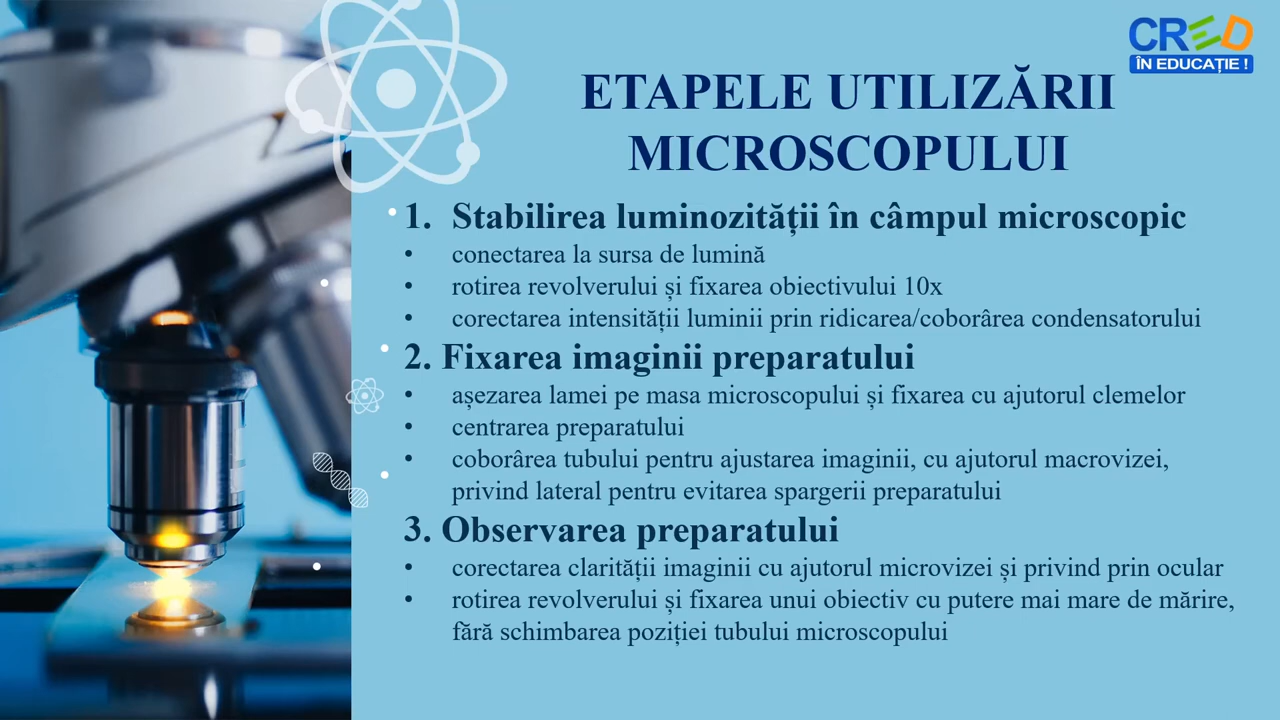 CRED
ÎN EDUCAȚIE !
ETAPELE UTILIZĂRII
MICROSCOPULUI
1. Stabilirea luminozității în câmpul microscopic
• conectarea la sursa de lumină
• rotirea revolverului și fixarea obiectivului 10x
• corectarea intensității luminii prin ridicarea/coborârea condensatorului
2. Fixarea imaginii preparatului
• așezarea lamei pe masa microscopului și fixarea cu ajutorul clemelor
• centrarea preparatului
• coborârea tubului pentru ajustarea imaginii, cu ajutorul macrovizei,
privind lateral pentru evitarea spargerii preparatului
3. Observarea preparatului
• corectarea clarității imaginii cu ajutorul microvizei și privind prin ocular
• rotirea revolverului și fixarea unui obiectiv cu putere mai mare de mărire,
fără schimbarea poziției tubului microscopului